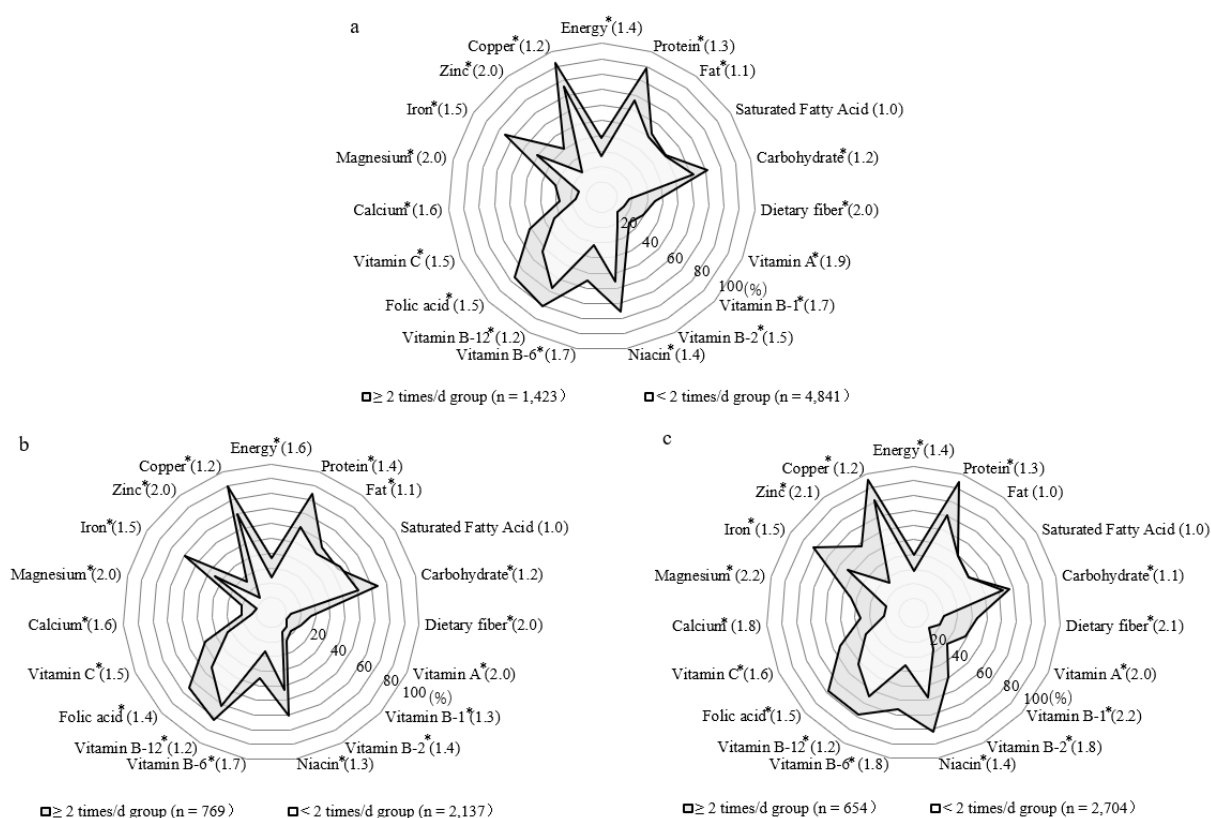 a
Energy*(1.4)
Protein*(1.3)
Fat*(1.1)
Saturated Fatty Acid (1.0)
Carbohydrate*(1.2)
Dietary fiber*(2.0)
Vitamin A*(1.9)
Vitamin B-1*(1.7)
Vitamin B-2*(1.5)
Niacin*(1.4)
Vitamin B-6*(1.7)
Vitamin B-12*(1.2)
Folic acid*(1.5)
Vitamin C*(1.5)
Calcium*(1.6)
Magnesium*(2.0)
Iron*(1.5)
Zinc*(2.0)
Copper*(1.2)
20
40
60
80
100(%)
≥ 2 times/d group (n = 1,423)
< 2 times/d group (n = 4,841)
b
Energy*(1.6)
Protein*(1.4)
Fat*(1.1)
Saturated Fatty Acid (1.0)
Carbohydrate*(1.2)
Dietary fiber*(2.0)
Vitamin A*(2.0)
Vitamin B-1*(1.3)
Vitamin B-2*(1.4)
Niacin*(1.3)
Vitamin B-6*(1.7)
Vitamin B-12*(1.2)
Folic acid*(1.4)
Vitamin C*(1.5)
Calcium*(1.6)
Magnesium*(2.0)
Iron*(1.5)
Zinc*(2.0)
Copper*(1.2)
20
40
60
80
100(%)
≥ 2 times/d group (n = 769)
< 2 times/d group (n = 2,137)
c
Energy*(1.4)
Protein*(1.3)
Fat (1.0)
Saturated Fatty Acid (1.0)
Carbohydrate*(1.1)
Dietary fiber*(2.1)
Vitamin A*(2.0)
Vitamin B-1*(2.2)
Vitamin B-2*(1.8)
Niacin*(1.4)
Vitamin B-6*(1.8)
Vitamin B-12*(1.2)
Folic acid*(1.5)
Vitamin C*(1.6)
Calcium*(1.8)
Magnesium*(2.2)
Iron*(1.5)
Zinc*(2.1)
Copper*(1.2)
20
40
60
80
100(%)
≥ 2 times/d group (n = 654)
< 2 times/d group (n = 2,704)